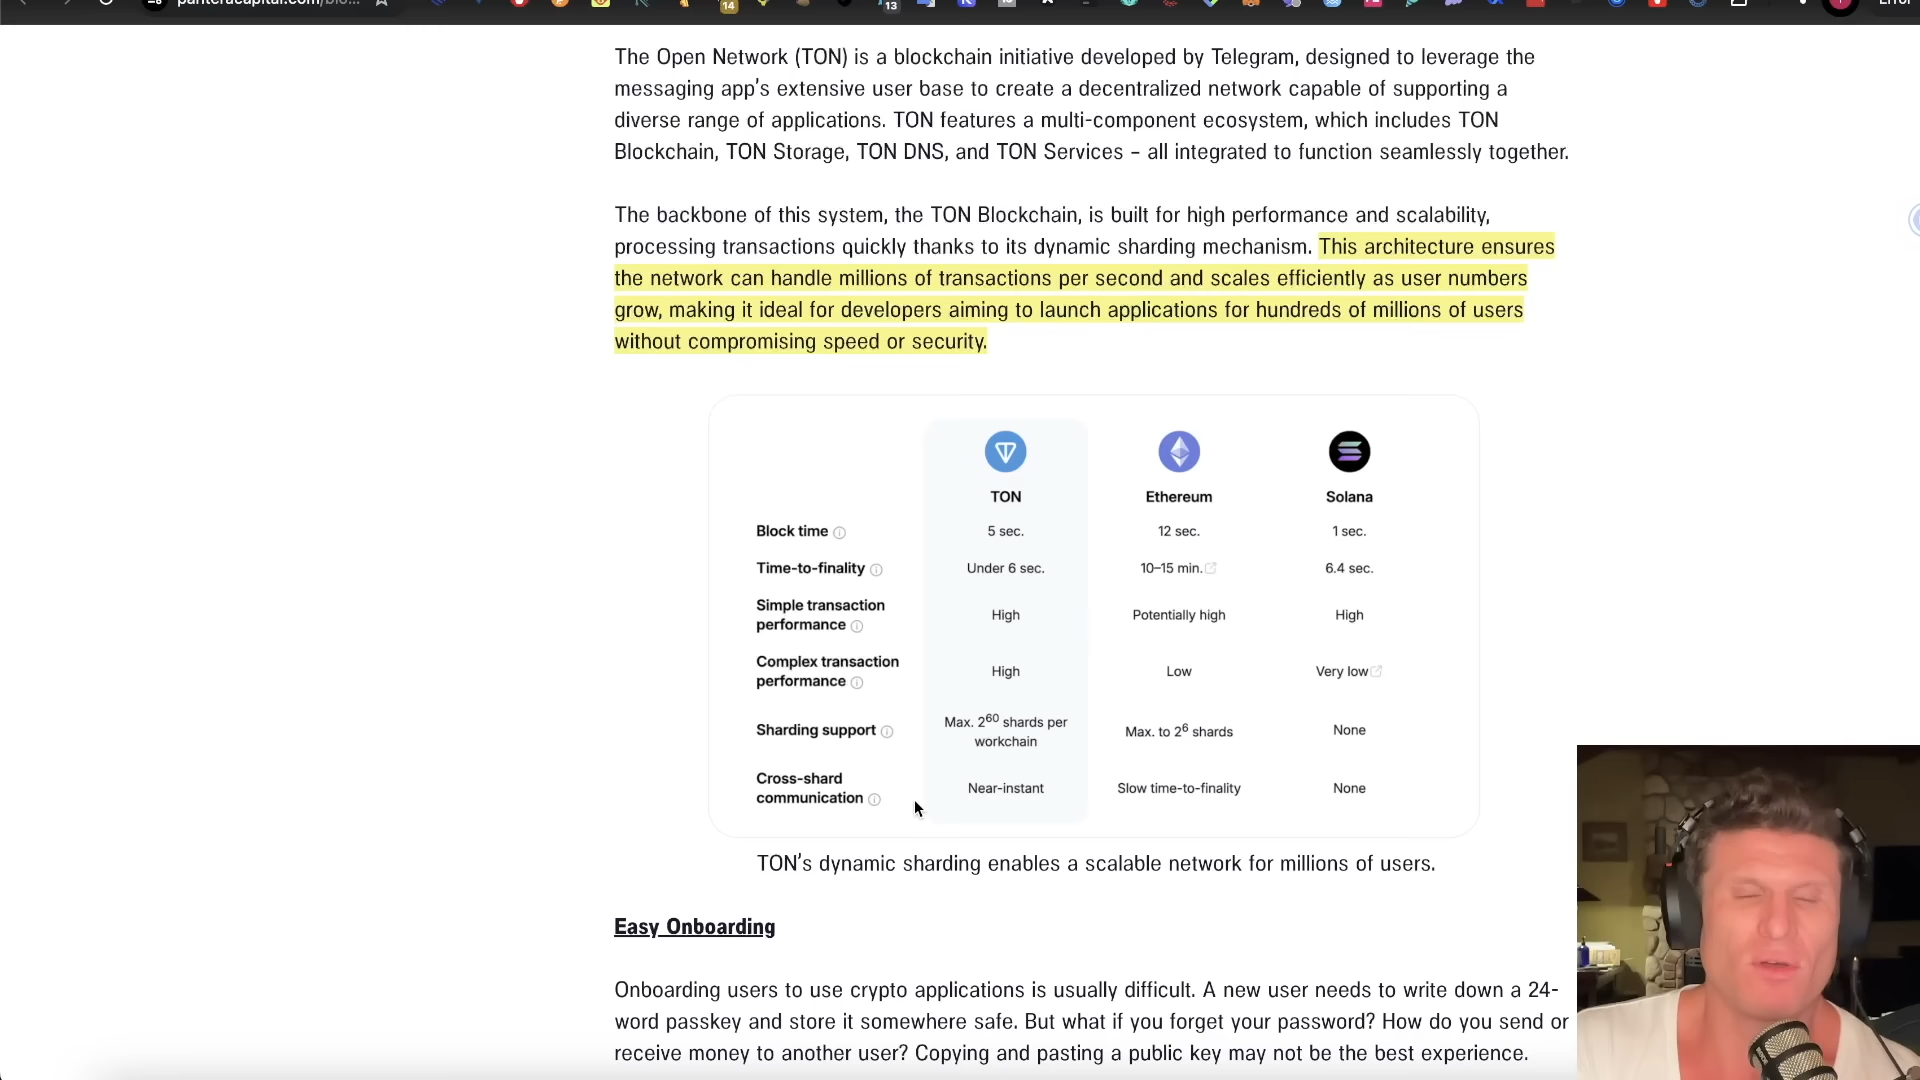 panteracapital.com/blo...
14
13
Error
The Open Network (TON) is a blockchain initiative developed by Telegram, designed to leverage the
messaging app's extensive user base to create a decentralized network capable of supporting a
diverse range of applications. TON features a multi-component ecosystem, which includes TON
Blockchain, TON Storage, TON DNS, and TON Services – all integrated to function seamlessly together.
The backbone of this system, the TON Blockchain, is built for high performance and scalability,
processing transactions quickly thanks to its dynamic sharding mechanism. This architecture ensures
the network can handle millions of transactions per second and scales efficiently as user numbers
grow, making it ideal for developers aiming to launch applications for hundreds of millions of users
without compromising speed or security.
TON Ethereum Solana
Block time 5 sec. 12 sec. 1 sec.
Time-to-finality Under 6 sec. 10–15 min. 6.4 sec.
Simple transaction
performance High Potentially high High
Complex transaction
performance High Low Very low
Sharding support Max. 2^60 shards per
workchain Max. to 2^6 shards None
Cross-shard
communication Near-instant Slow time-to-finality None
TON's dynamic sharding enables a scalable network for millions of users.
Easy Onboarding
Onboarding users to use crypto applications is usually difficult. A new user needs to write down a 24-
word passkey and store it somewhere safe. But what if you forget your password? How do you send or
receive money to another user? Copying and pasting a public key may not be the best experience.